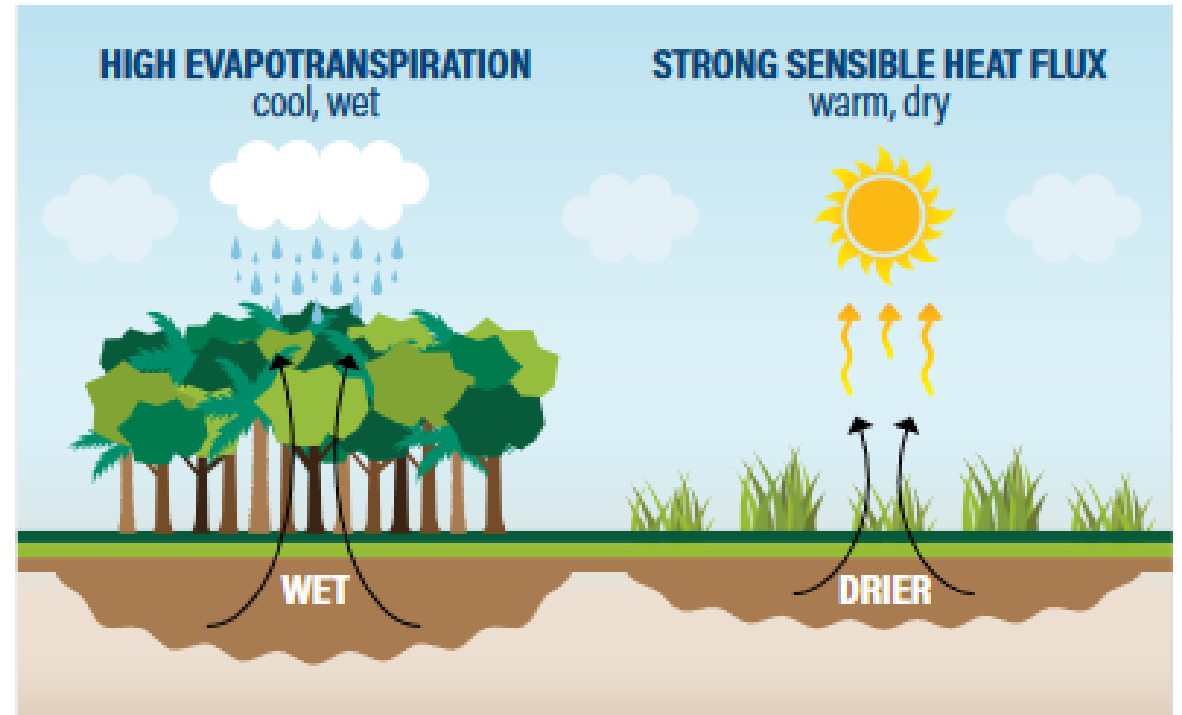 HIGH EVAPOTRANSPIRATION
cool, wet
STRONG SENSIBLE HEAT FLUX
warm, dry
WET
DRIER